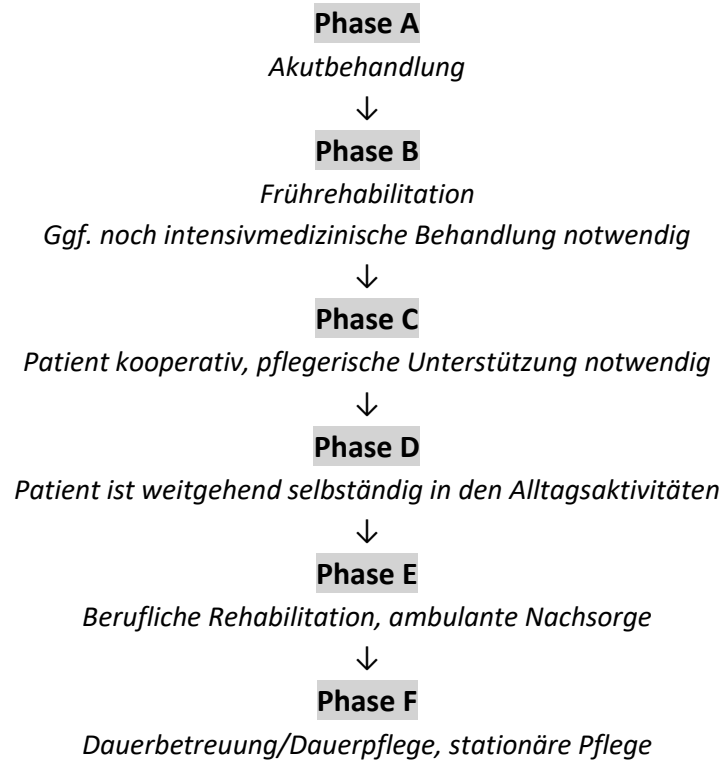 Phase A
Akutbehandlung
↓
Phase B
Frührehabilitation
Ggf. noch intensivmedizinische Behandlung notwendig
↓
Phase C
Patient kooperativ, pflegerische Unterstützung notwendig
↓
Phase D
Patient ist weitgehend selbständig in den Alltagsaktivitäten
↓
Phase E
Berufliche Rehabilitation, ambulante Nachsorge
↓
Phase F
Dauerbetreuung/Dauerpflege, stationäre Pflege